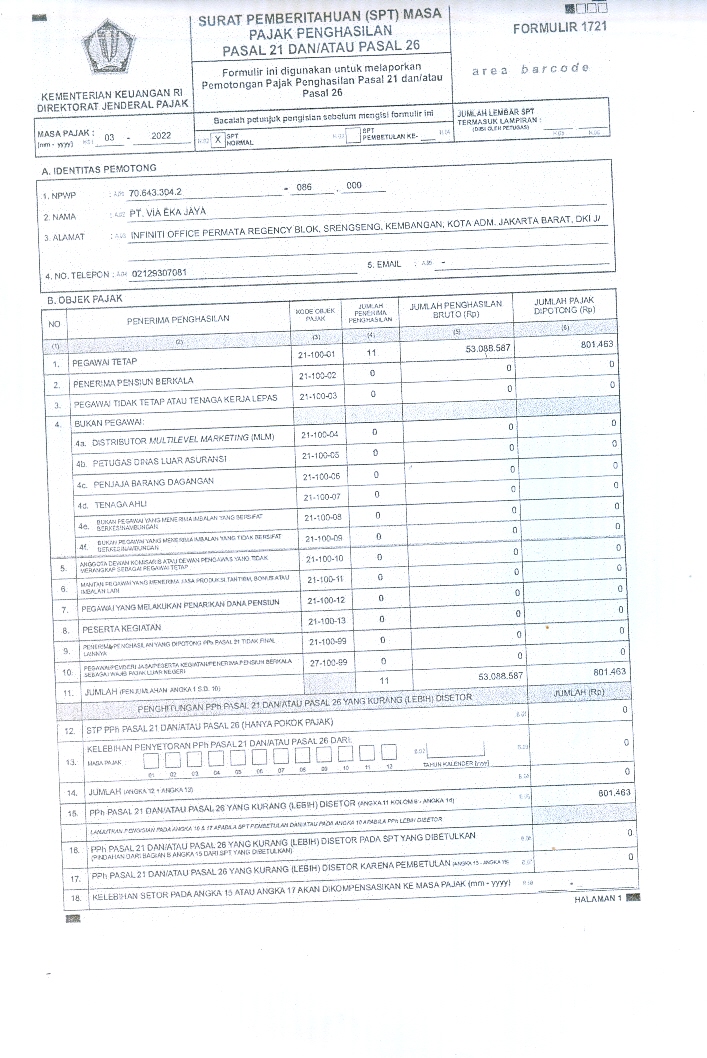 SURAT PEMBERITAHUAN (SPT) MASA
PAJAK PENGHASILAN
PASAL 21 DAN/ATAU PASAL 26
FORMULIR 1721
Formulir ini digunakan untuk melaporkan
Pemotongan Pajak Penghasilan Pasal 21 dan/atau
Pasal 26
area barcode
KEMENTERIAN KEUANGAN RI
DIREKTORAT JENDERAL PAJAK
Bacalah petunjuk pengisian sebelum mengisi formulir ini
JUMLAH LEMBAR SPT
TERMASUK LAMPIRAN :
(DIISI OLEH PETUGAS)
MASA PAJAK :
(mm - yyyy) H.01 03 - 2022
H.02 X SPT
NORMAL
H.03 SPT
PEMBETULAN KE- H.04
H.05 H.06
A. IDENTITAS PEMOTONG
1. NPWP : A.01 70.643.304.2 - 086 . 000
2. NAMA : A.02 PT. VIA EKA JAYA
3. ALAMAT : A.03 INFINITI OFFICE PERMATA REGENCY BLOK, SRENGSENG, KEMBANGAN, KOTA ADM. JAKARTA BARAT, DKI JA
4. NO. TELEPON : A.04 02129307081
5. EMAIL : A.05 -
B. OBJEK PAJAK
NO PENERIMA PENGHASILAN KODE OBJEK PAJAK JUMLAH PENERIMA PENGHASILAN JUMLAH PENGHASILAN BRUTO (Rp) JUMLAH PAJAK DIPOTONG (Rp)
(1) (2) (3) (4) (5) (6)
1. PEGAWAI TETAP 21-100-01 11 53.088.587 801.463
2. PENERIMA PENSIUN BERKALA 21-100-02 0 0 0
3. PEGAWAI TIDAK TETAP ATAU TENAGA KERJA LEPAS 21-100-03 0 0 0
4. BUKAN PEGAWAI:
4a. DISTRIBUTOR MULTILEVEL MARKETING (MLM) 21-100-04 0 0 0
4b. PETUGAS DINAS LUAR ASURANSI 21-100-05 0 0 0
4c. PENJAJA BARANG DAGANGAN 21-100-06 0 0 0
4d. TENAGA AHLI 21-100-07 0 0 0
4e. BUKAN PEGAWAI YANG MENERIMA IMBALAN YANG BERSIFAT BERKESINAMBUNGAN 21-100-08 0 0 0
4f. BUKAN PEGAWAI YANG MENERIMA IMBALAN YANG TIDAK BERSIFAT BERKESINAMBUNGAN 21-100-09 0 0 0
5. ANGGOTA DEWAN KOMISARIS ATAU DEWAN PENGAWAS YANG TIDAK MERANGKAP SEBAGAI PEGAWAI TETAP 21-100-10 0 0 0
6. MANTAN PEGAWAI YANG MENERIMA JASA PRODUKSI, TANTIEM, BONUS ATAU IMBALAN LAIN 21-100-11 0 0 0
7. PEGAWAI YANG MELAKUKAN PENARIKAN DANA PENSIUN 21-100-12 0 0 0
8. PESERTA KEGIATAN 21-100-13 0 0 0
9. PENERIMA PENGHASILAN YANG DIPOTONG PPh PASAL 21 TIDAK FINAL LAINNYA 21-100-99 0 0 0
10. PEGAWAI/PEMBERI JASA/PESERTA KEGIATAN/PENERIMA PENSIUN BERKALA SEBAGAI WAJIB PAJAK LUAR NEGERI 27-100-99 0 0 0
11. JUMLAH (PENJUMLAHAN ANGKA 1 S.D. 10) 11 53.088.587 801.463
PENGHITUNGAN PPh PASAL 21 DAN/ATAU PASAL 26 YANG KURANG (LEBIH) DISETOR JUMLAH (Rp)
12. STP PPh PASAL 21 DAN/ATAU PASAL 26 (HANYA POKOK PAJAK) B.01 0
13. KELEBIHAN PENYETORAN PPh PASAL 21 DAN/ATAU PASAL 26 DARI:
MASA PAJAK : B.02 B.03 0
01 02 03 04 05 06 07 08 09 10 11 12 TAHUN KALENDER (yyyy)
14. JUMLAH (ANGKA 12 + ANGKA 13) B.04 0
15. PPh PASAL 21 DAN/ATAU PASAL 26 YANG KURANG (LEBIH) DISETOR (ANGKA 11 KOLOM 6 - ANGKA 14) B.05 801.463
LANJUTKAN PENGISIAN PADA ANGKA 16 & 17 APABILA SPT PEMBETULAN DAN/ATAU PADA ANGKA 18 APABILA PPh LEBIH DISETOR
16. PPh PASAL 21 DAN/ATAU PASAL 26 YANG KURANG (LEBIH) DISETOR PADA SPT YANG DIBETULKAN B.06 0
(PINDAHAN DARI BAGIAN B ANGKA 15 DARI SPT YANG DIBETULKAN)
17. PPh PASAL 21 DAN/ATAU PASAL 26 YANG KURANG (LEBIH) DISETOR KARENA PEMBETULAN (ANGKA 15 - ANGKA 16) B.07 0
18. KELEBIHAN SETOR PADA ANGKA 15 ATAU ANGKA 17 AKAN DIKOMPENSASIKAN KE MASA PAJAK (mm - yyyy) B.08 -
HALAMAN 1